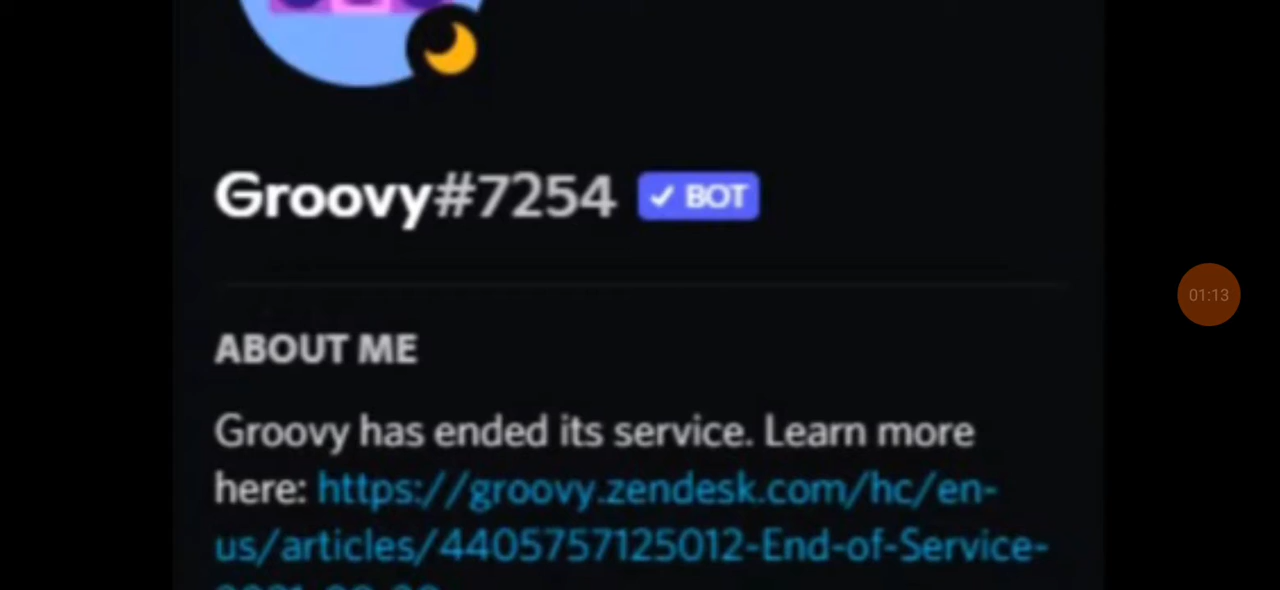 Groovy#7254 ✓ BOT
01:13
ABOUT ME
Groovy has ended its service. Learn more
here: https://groovy.zendesk.com/hc/en-
us/articles/4405757125012-End-of-Service-